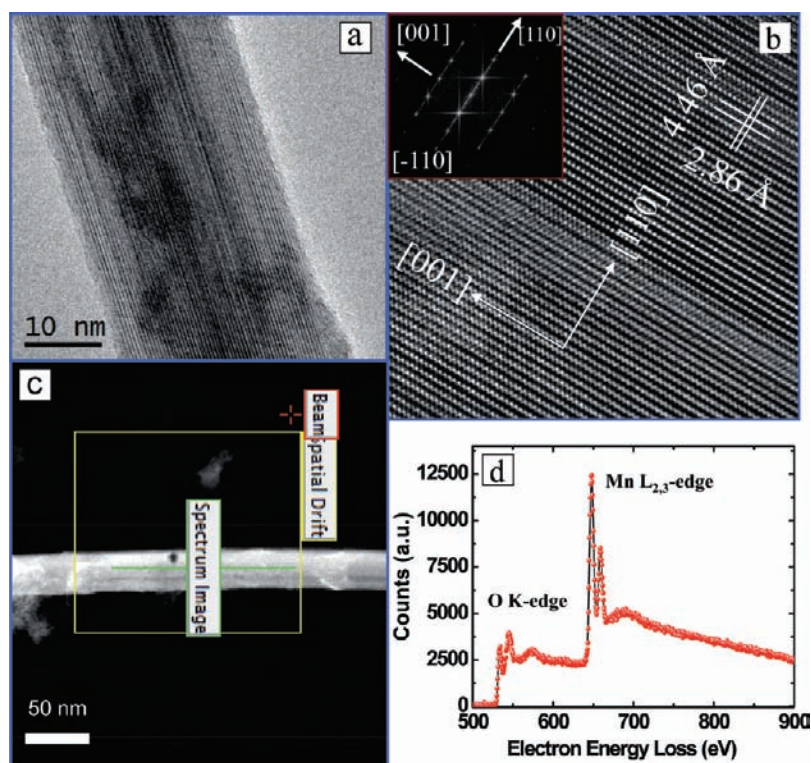 a
10 nm
[001]
[110]
[-110]
b
4.46 Å
2.86 Å
[110]
[001]
c
Beam
Spatial Drift
Spectrum Image
50 nm
d
Mn L2,3-edge
O K-edge
Counts (a.u.)
12500
10000
7500
5000
2500
0
500 600 700 800 900
Electron Energy Loss (eV)